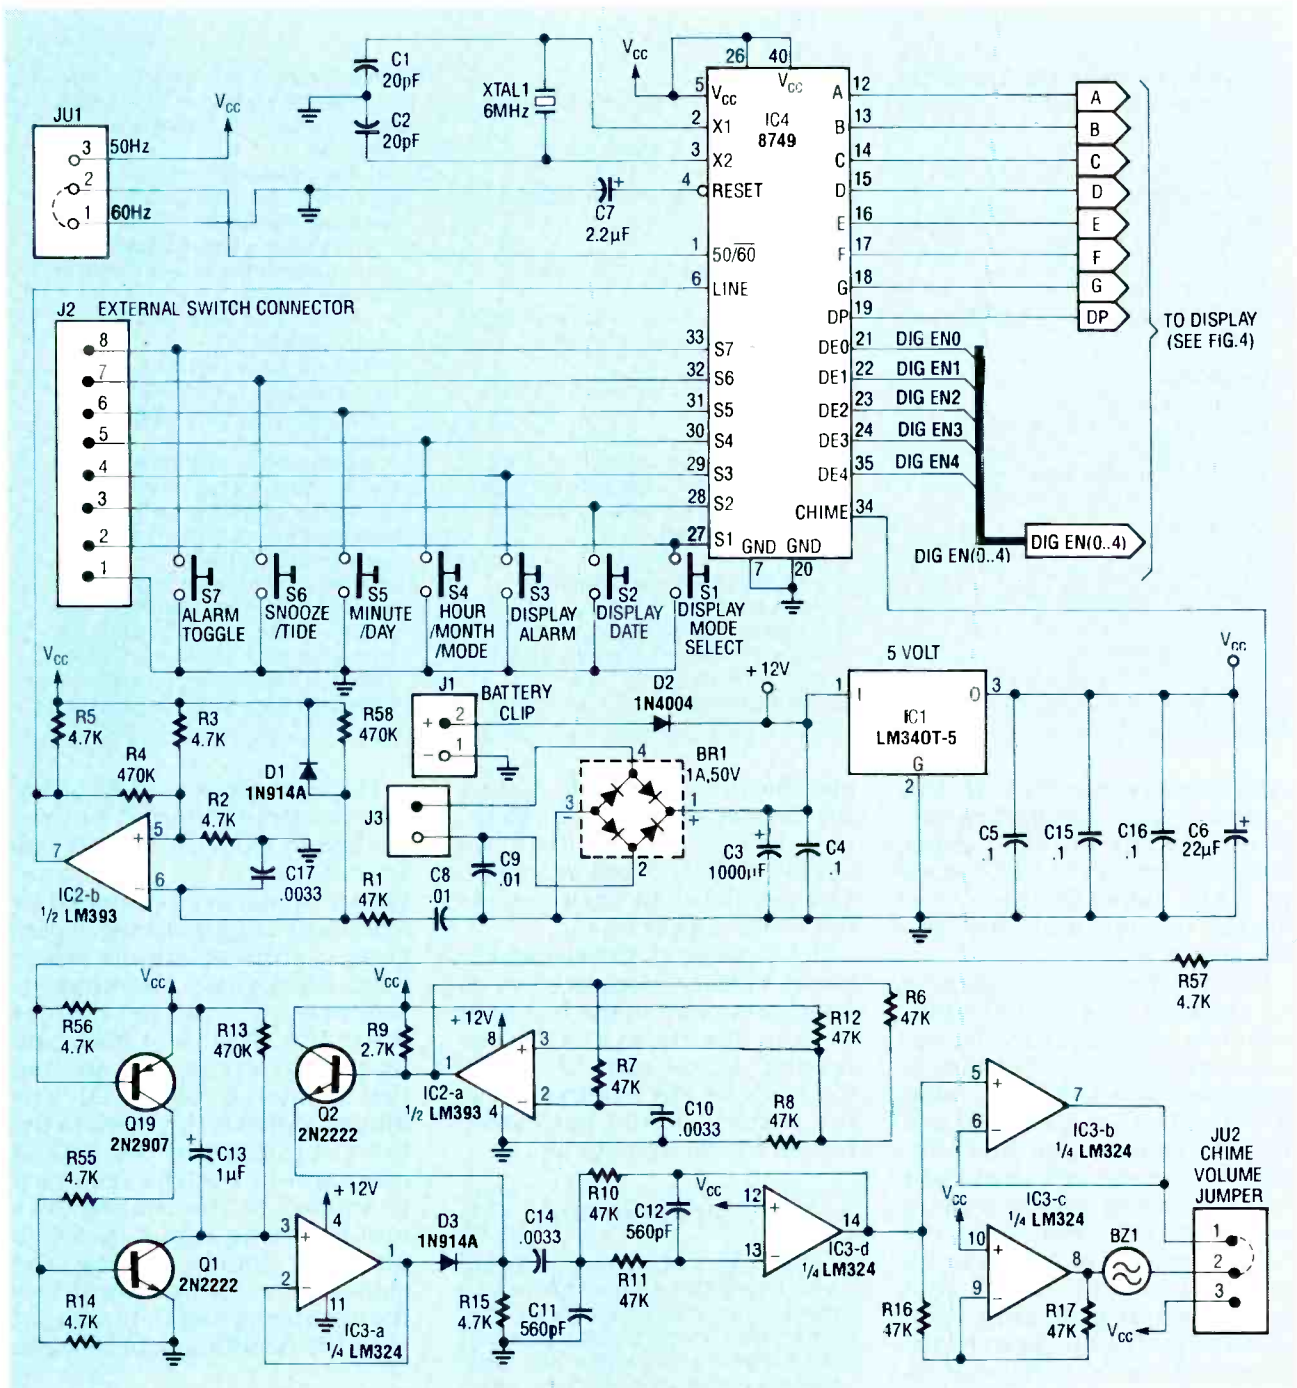 VCC
26
40
C1
20pF
XTAL1
6MHz
5
VCC
VCC
A
12
A
JU1
VCC
IC4
8749
2
X1
B
13
B
C2
20pF
3
50Hz
3
X2
C
14
C
2
4
RESET
D
15
D
1
60Hz
C7
2.2µF
+
E
16
E
1
50/60
F
17
F
6
LINE
G
18
G
J2
EXTERNAL SWITCH CONNECTOR
DP
19
DP
TO DISPLAY
(SEE FIG.4)
8
33
S7
DE0
21
DIG EN0
7
32
S6
DE1
22
DIG EN1
6
31
S5
DE2
23
DIG EN2
5
30
S4
DE3
24
DIG EN3
4
29
S3
DE4
35
DIG EN4
3
28
S2
CHIME
34
2
27
S1
GND
GND
DIG EN(0..4)
DIG EN(0..4)
1
7
20
S7
ALARM
TOGGLE
S6
SNOOZE
/TIDE
S5
MINUTE
/DAY
S4
HOUR
/MONTH
/MODE
S3
DISPLAY
ALARM
S2
DISPLAY
DATE
S1
DISPLAY
MODE
SELECT
VCC
J1
BATTERY
CLIP
+ 2
− 1
D2
1N4004
+12V
5 VOLT
1
I
O
3
IC1
LM340T-5
G
2
VCC
R5
4.7K
R3
4.7K
R58
470K
R4
470K
D1
1N914A
R2
4.7K
J3
BR1
1A,50V
4
3
−
1
+
2
5
+
7
6
−
IC2-b
1/2 LM393
C17
.0033
R1
47K
C8
.01
C9
.01
+
C3
1000µF
C4
.1
C5
.1
C15
.1
C16
.1
C6
22µF
+
R57
4.7K
VCC
VCC
R56
4.7K
R13
470K
R9
2.7K
+12V
8
3
+
1
2
−
4
IC2-a
1/2 LM393
R12
47K
R6
47K
R7
47K
Q19
2N2907
Q2
2N2222
C10
.0033
R8
47K
5
+
7
6
−
IC3-b
1/4 LM324
JU2
CHIME
VOLUME
JUMPER
R55
4.7K
+
C13
1µF
+12V
4
3
+
1
2
−
11
IC3-a
1/4 LM324
D3
1N914A
C14
.0033
R10
47K
C12
560pF
VCC
12
+
14
13
−
IC3-d
1/4 LM324
VCC
IC3-c
1/4 LM324
10
+
8
9
−
BZ1
1
2
3
Q1
2N2222
R14
4.7K
R15
4.7K
C11
560pF
R11
47K
R16
47K
R17
47K
VCC